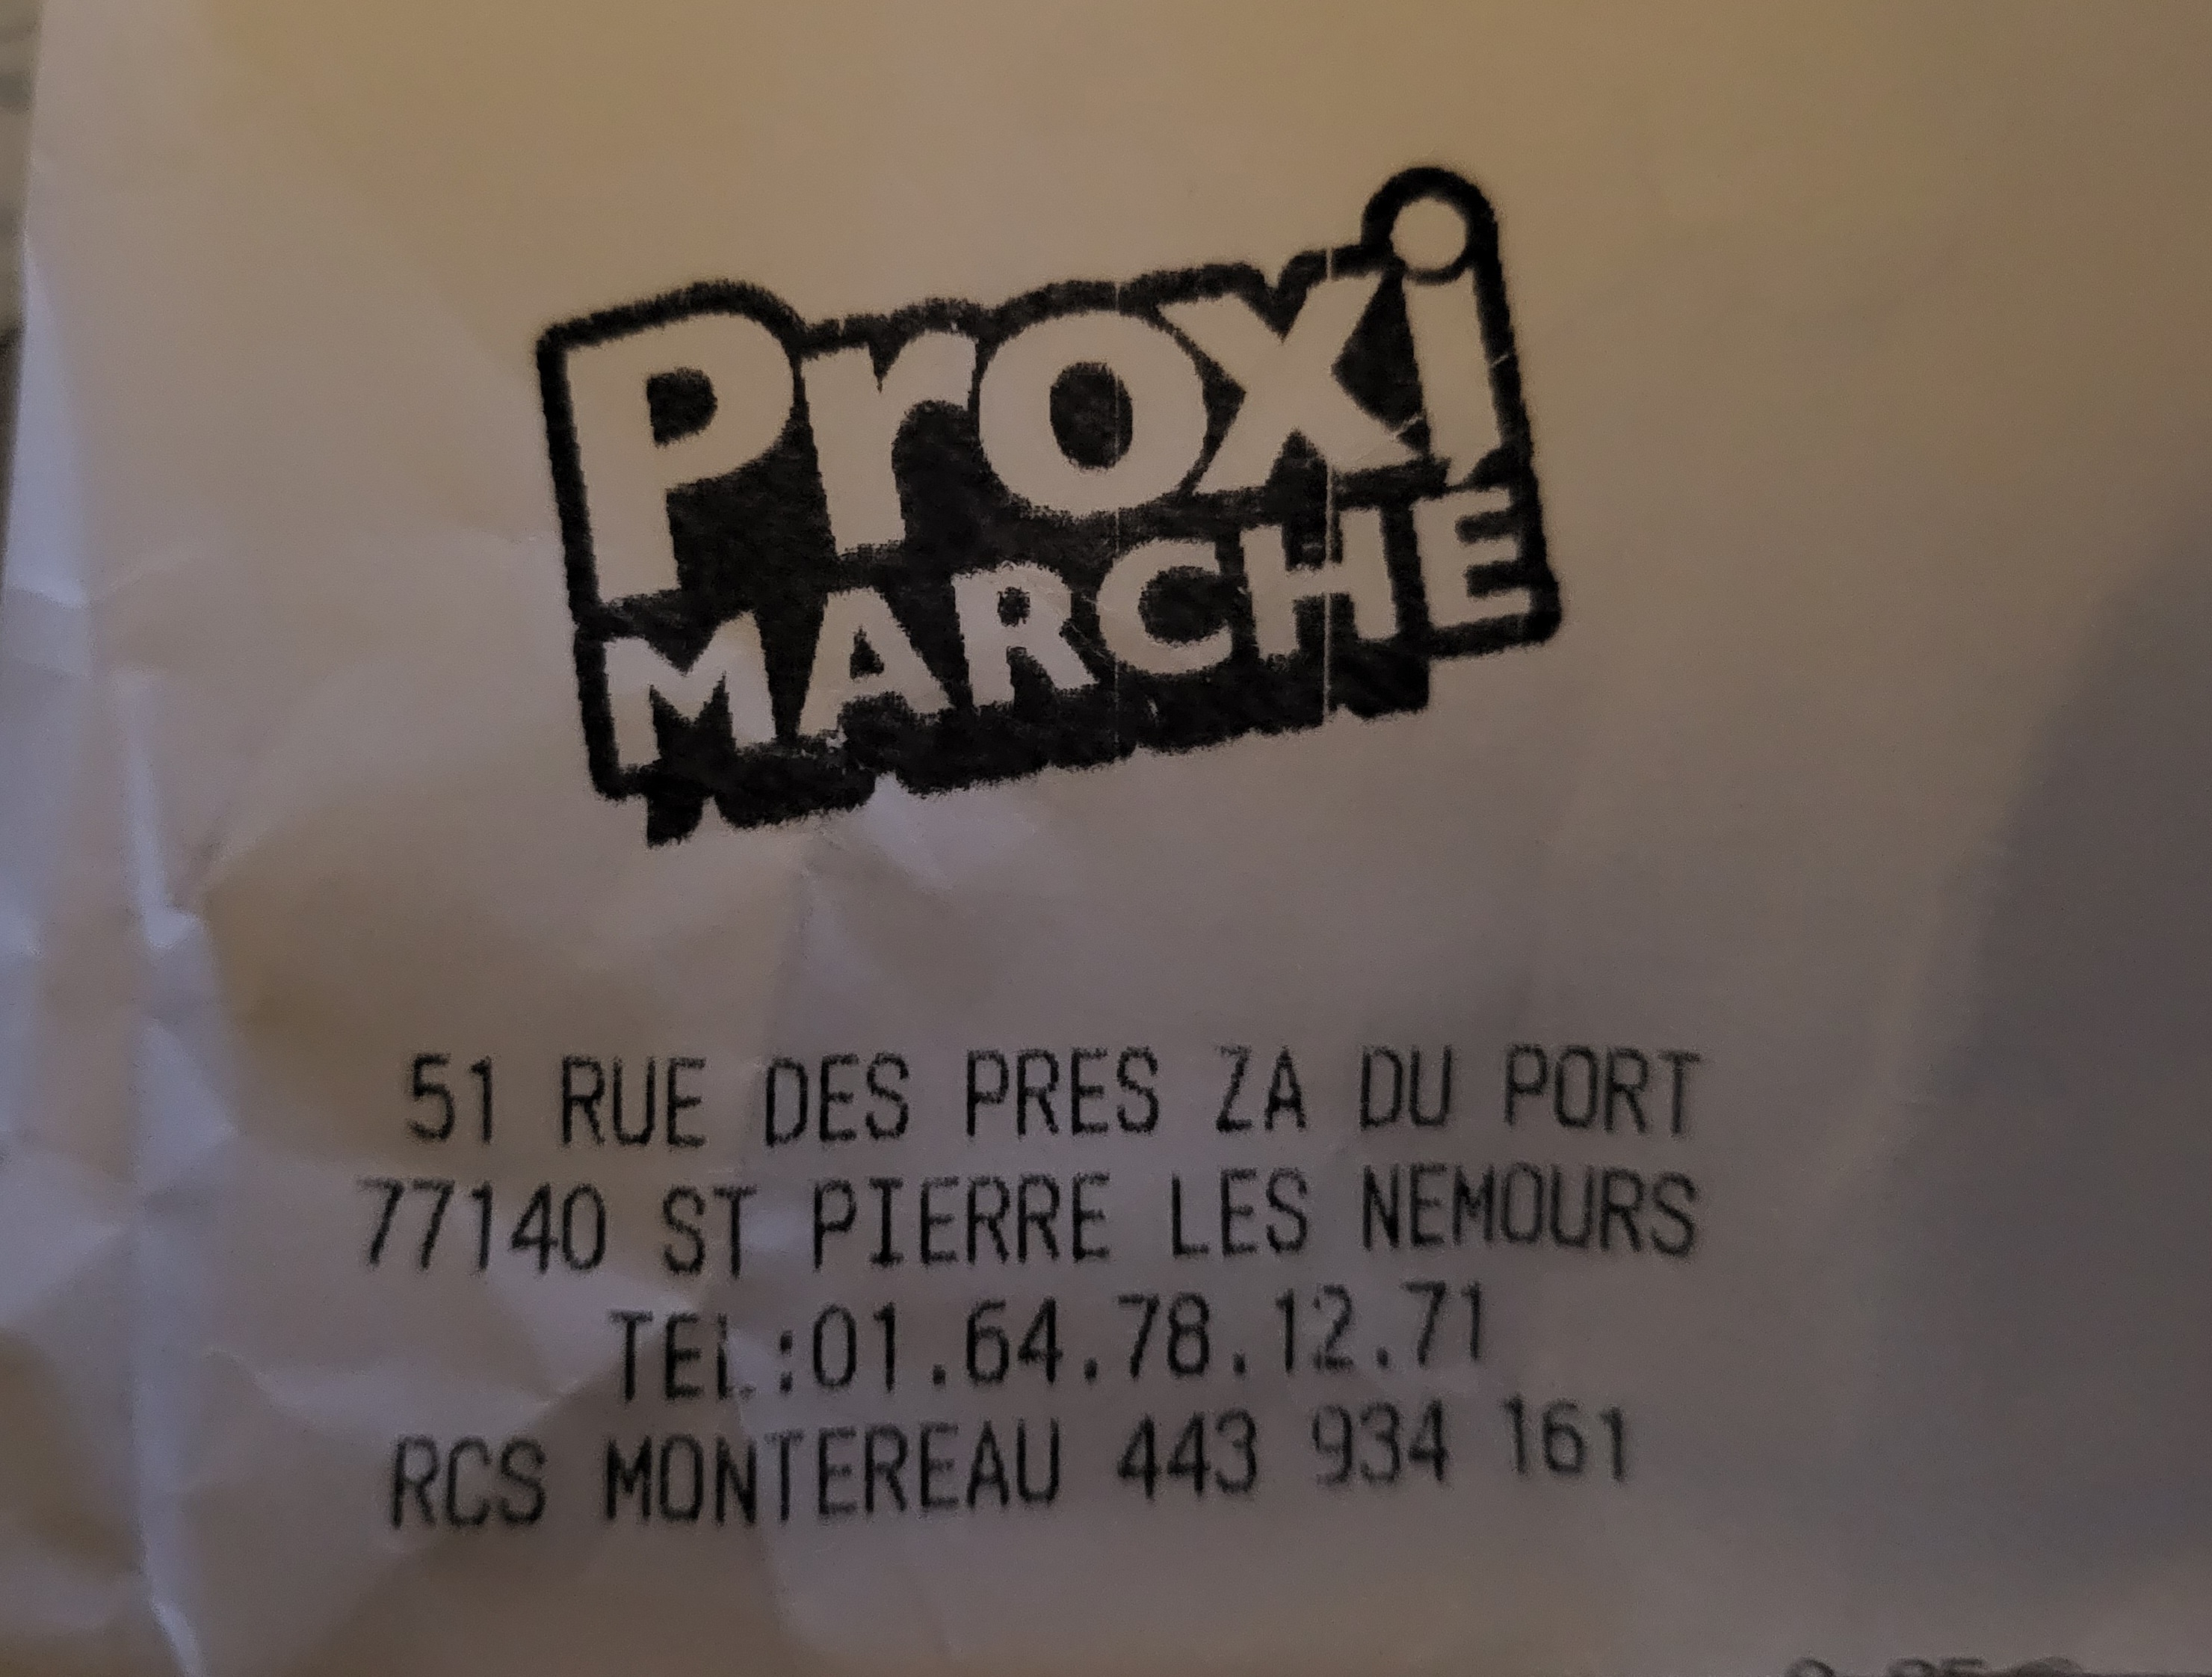 Proxi
MARCHE
51 RUE DES PRES ZA DU PORT
77140 ST PIERRE LES NEMOURS
TEL:01.64.78.12.71
RCS MONTEREAU 443 934 161